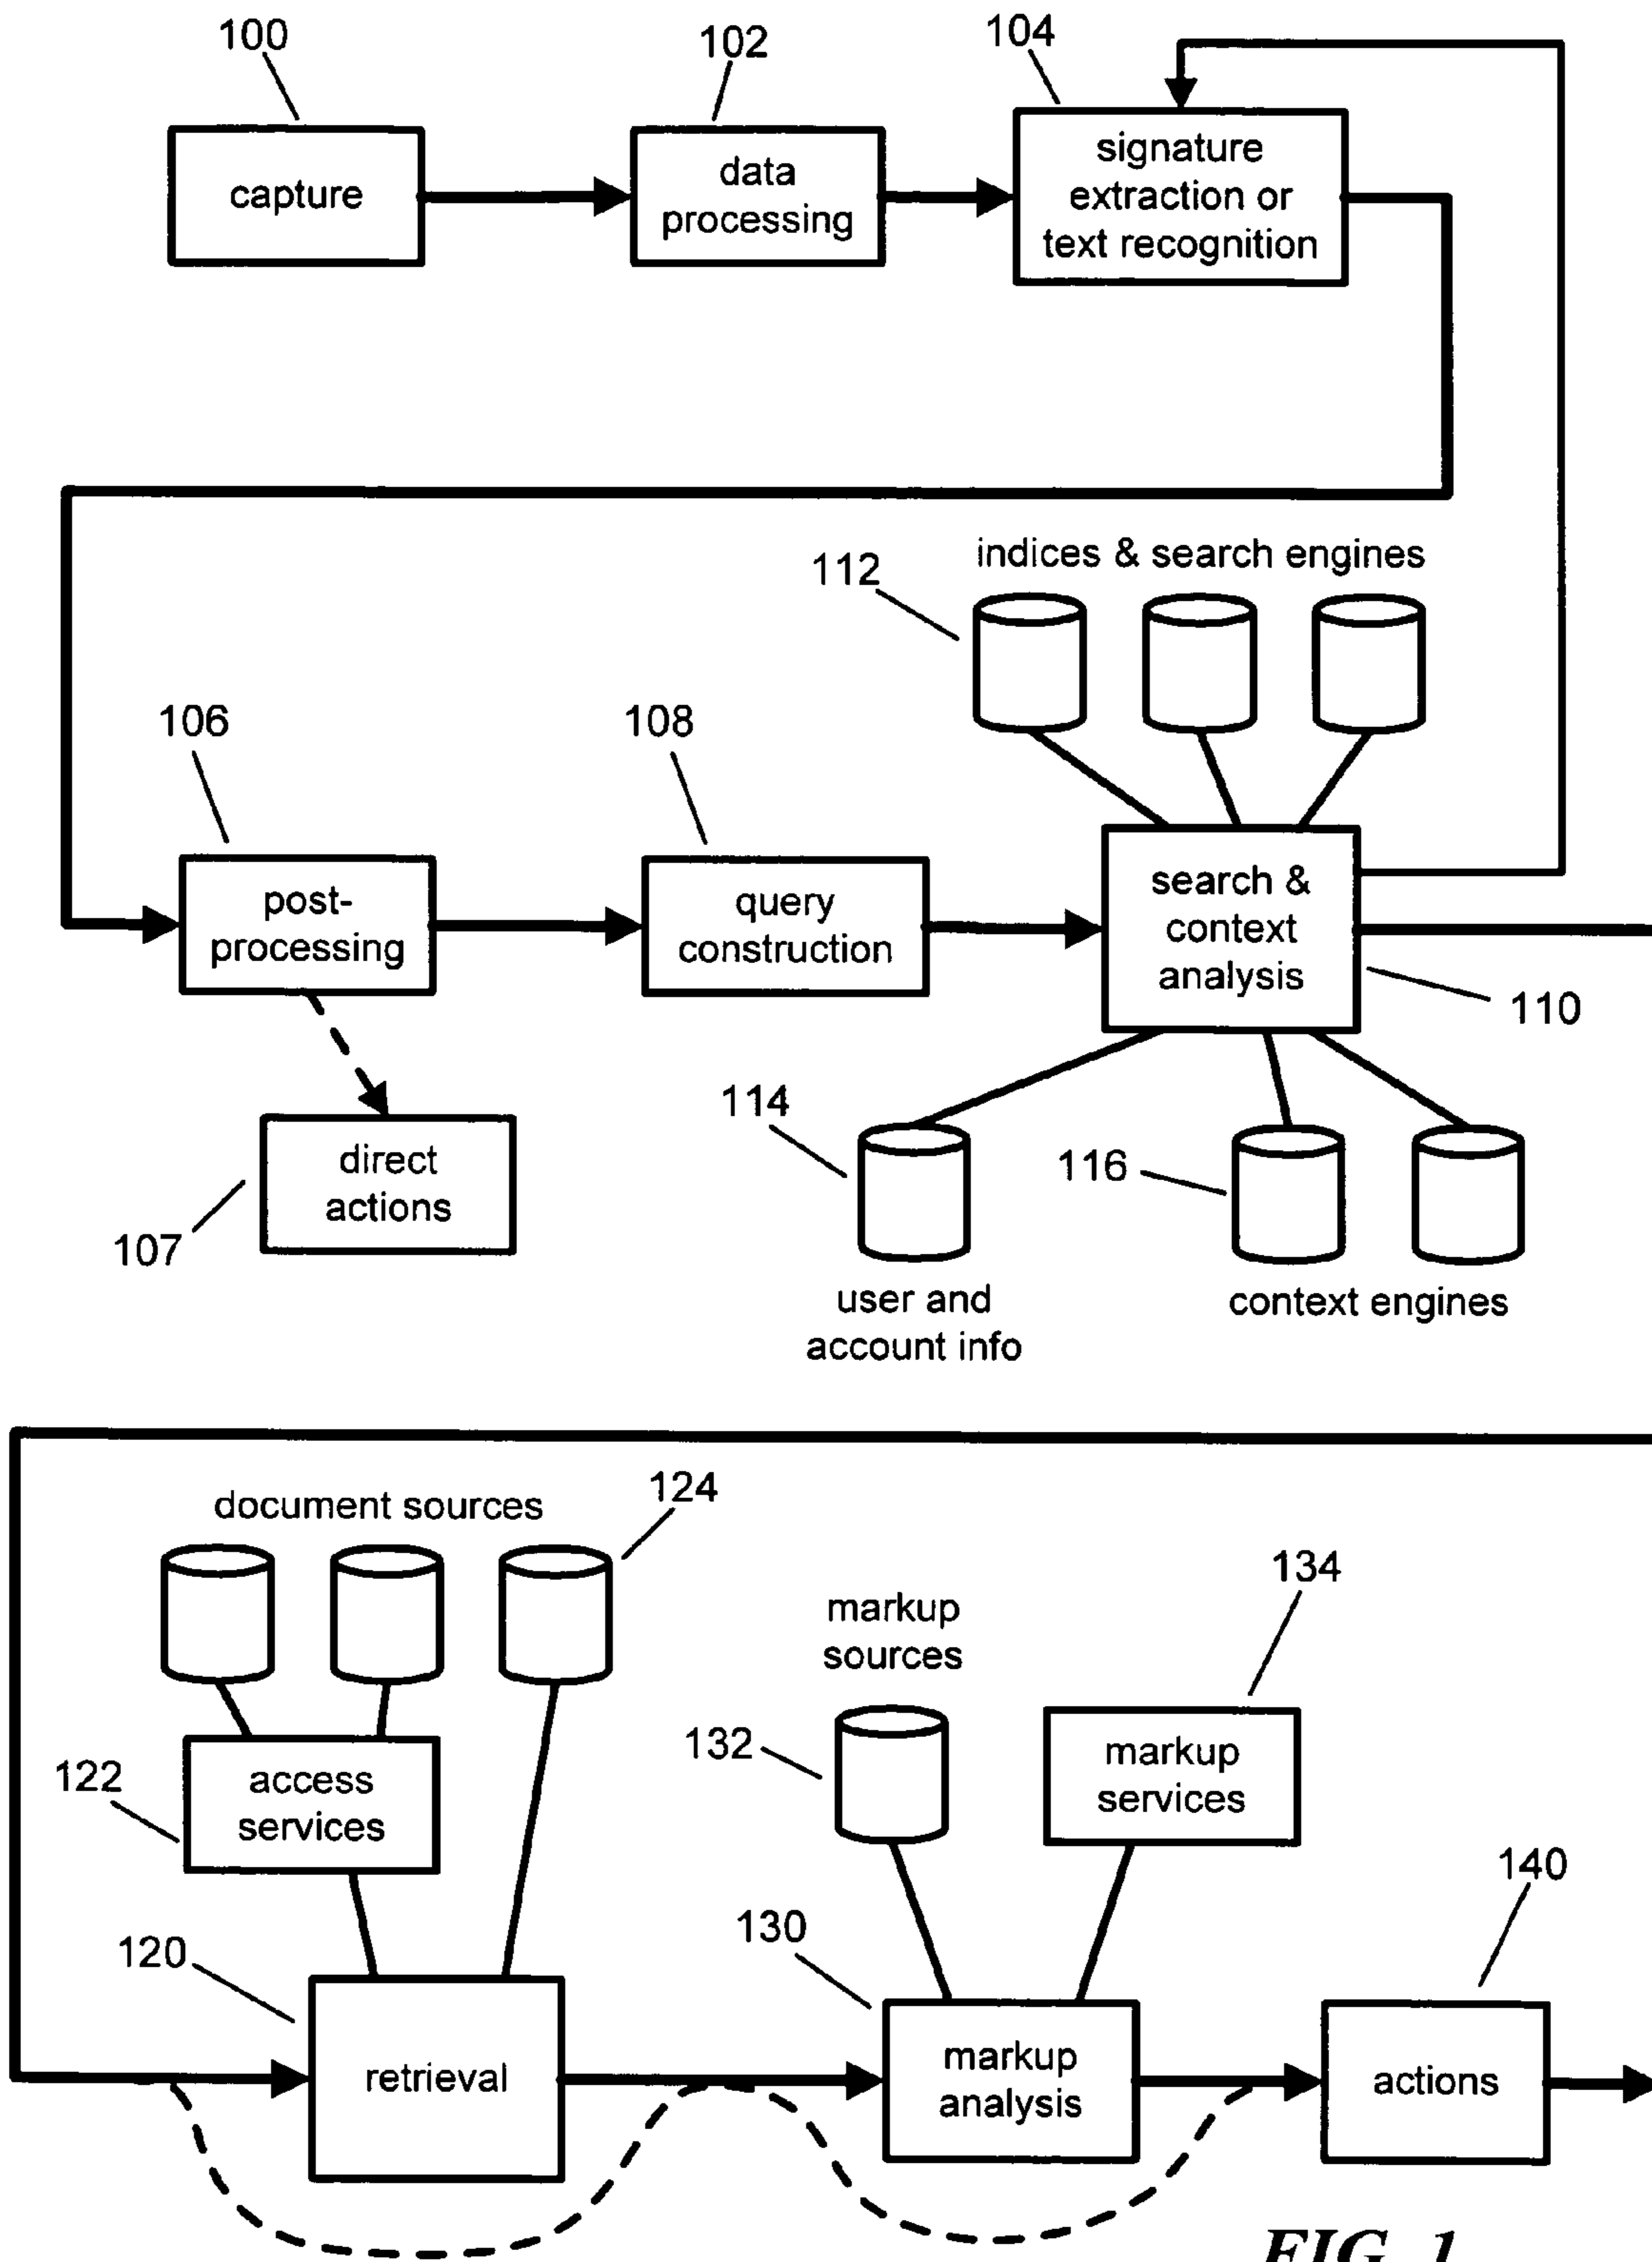 100
102
104
capture
data
processing
signature
extraction or
text recognition
indices & search engines
112
106
108
post-
processing
query
construction
search &
context
analysis
110
114
116
direct
actions
107
user and
account info
context engines
document sources
124
134
markup
sources
132
markup
services
122
access
services
140
130
120
retrieval
markup
analysis
actions
FIG. 1